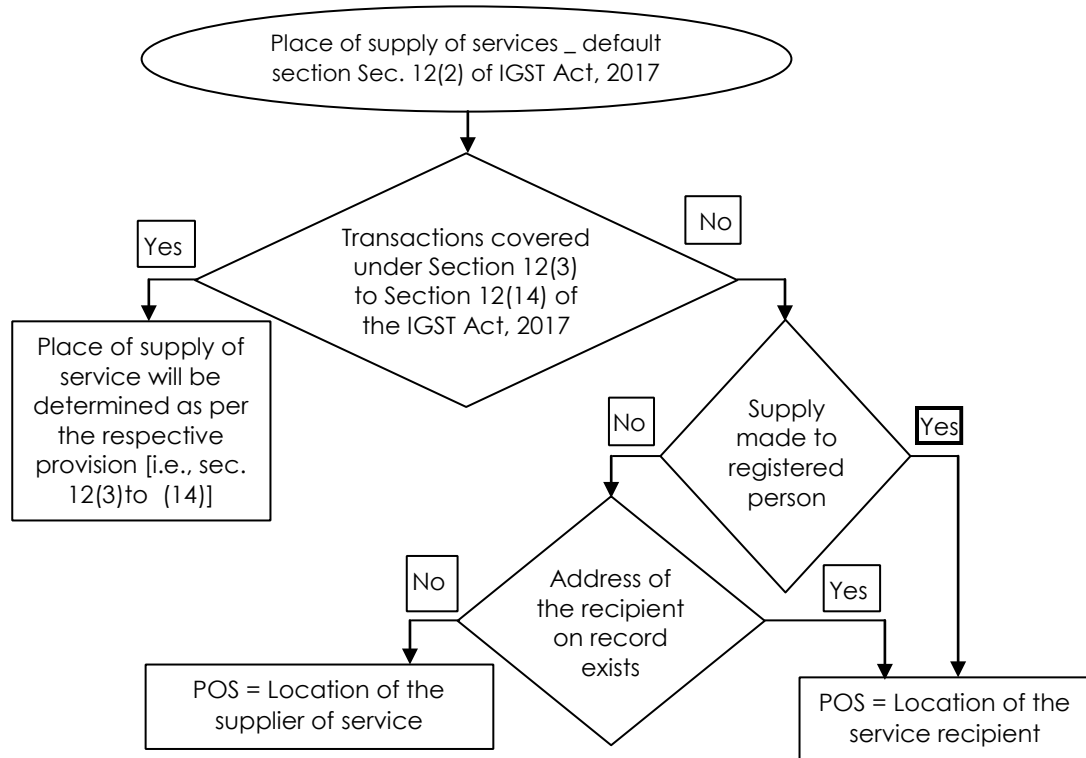 Place of supply of services _ default
section Sec. 12(2) of IGST Act, 2017
Yes
No
Transactions covered
under Section 12(3)
to Section 12(14) of
the IGST Act, 2017
Place of supply of
service will be
determined as per
the respective
provision [i.e., sec.
12(3)to (14)]
No
Supply
made to
registered
person
Yes
No
Address of
the recipient
on record
exists
Yes
POS = Location of the
supplier of service
POS = Location of the
service recipient